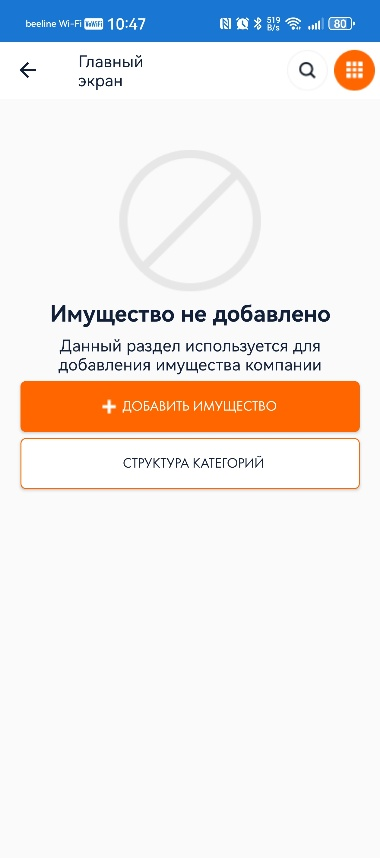 beeline Wi-Fi VoWiFi 10:47 519 B/s 80
Главный
экран
Имущество не добавлено
Данный раздел используется для
добавления имущества компании
ДОБАВИТЬ ИМУЩЕСТВО
СТРУКТУРА КАТЕГОРИЙ